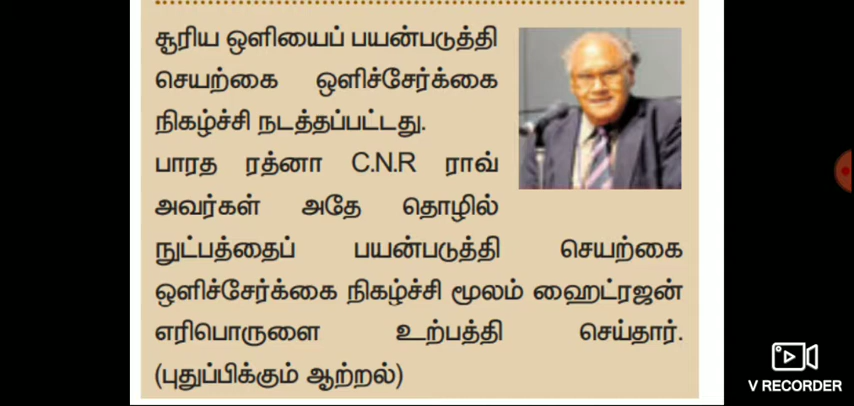 சூரிய ஒளியைப் பயன்படுத்தி
செயற்கை ஒளிச்சேர்க்கை
நிகழ்ச்சி நடத்தப்பட்டது.
பாரத ரத்னா C.N.R ராவ்
அவர்கள் அதே தொழில்
நுட்பத்தைப் பயன்படுத்தி செயற்கை
ஒளிச்சேர்க்கை நிகழ்ச்சி மூலம் ஹைட்ரஜன்
எரிபொருளை உற்பத்தி செய்தார்.
(புதுப்பிக்கும் ஆற்றல்)
V RECORDER